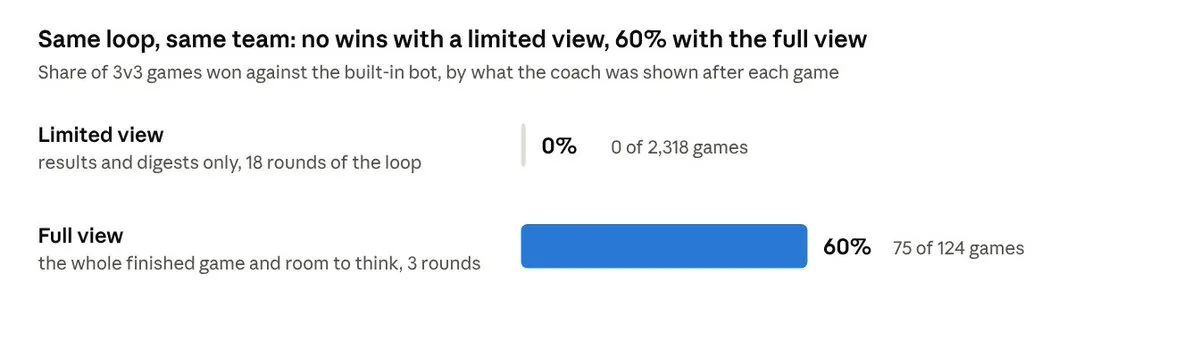 Same loop, same team: no wins with a limited view, 60% with the full view
Share of 3v3 games won against the built-in bot, by what the coach was shown after each game
Limited view
results and digests only, 18 rounds of the loop
0%
0 of 2,318 games
Full view
the whole finished game and room to think, 3 rounds
60%
75 of 124 games